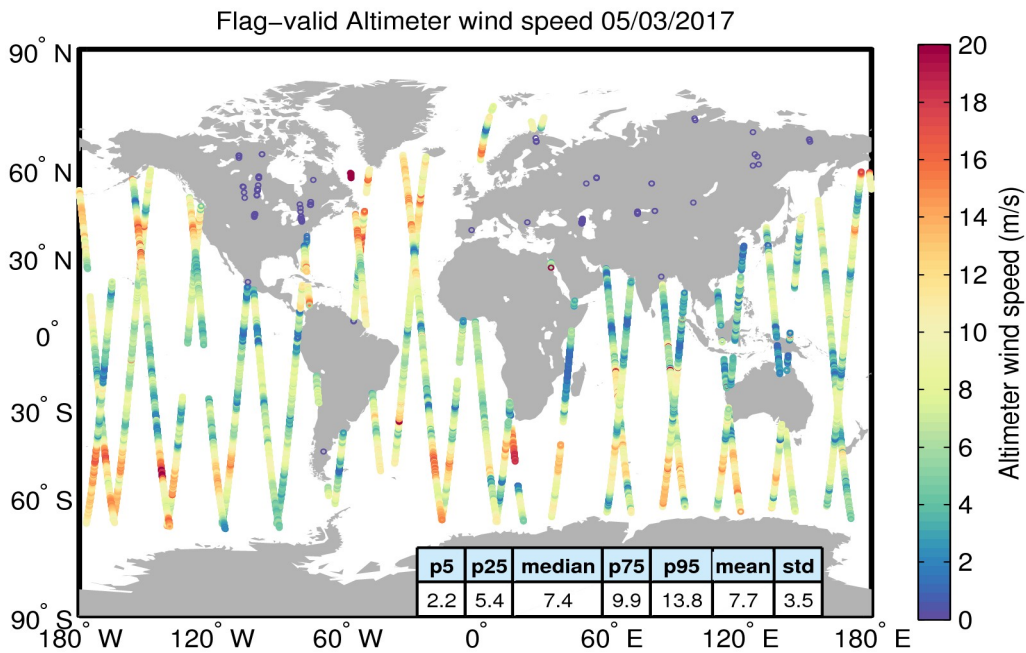 Flag−valid Altimeter wind speed 05/03/2017
90° N
60° N
30° N
0°
30° S
60° S
90° S
180° W
120° W
60° W
0°
60° E
120° E
180° E
p5 p25 median p75 p95 mean std
2.2 5.4 7.4 9.9 13.8 7.7 3.5
20
18
16
14
12
10
8
6
4
2
0
Altimeter wind speed (m/s)